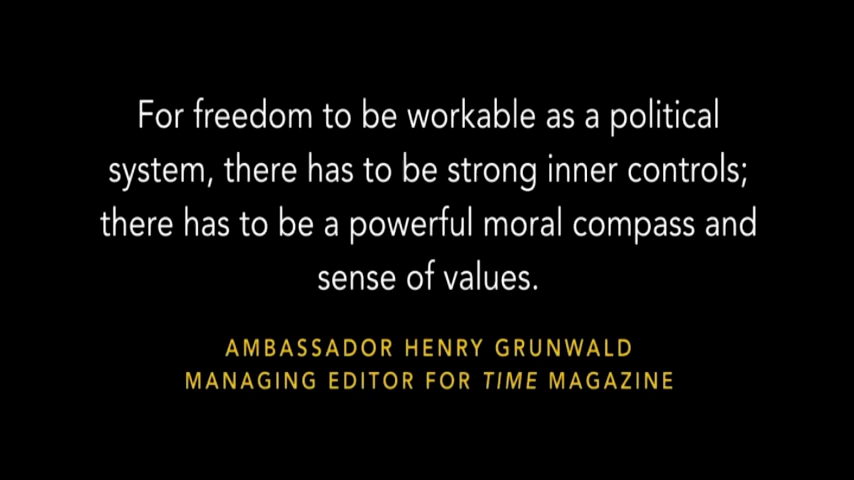 For freedom to be workable as a political
system, there has to be strong inner controls;
there has to be a powerful moral compass and
sense of values.
AMBASSADOR HENRY GRUNWALD
MANAGING EDITOR FOR TIME MAGAZINE